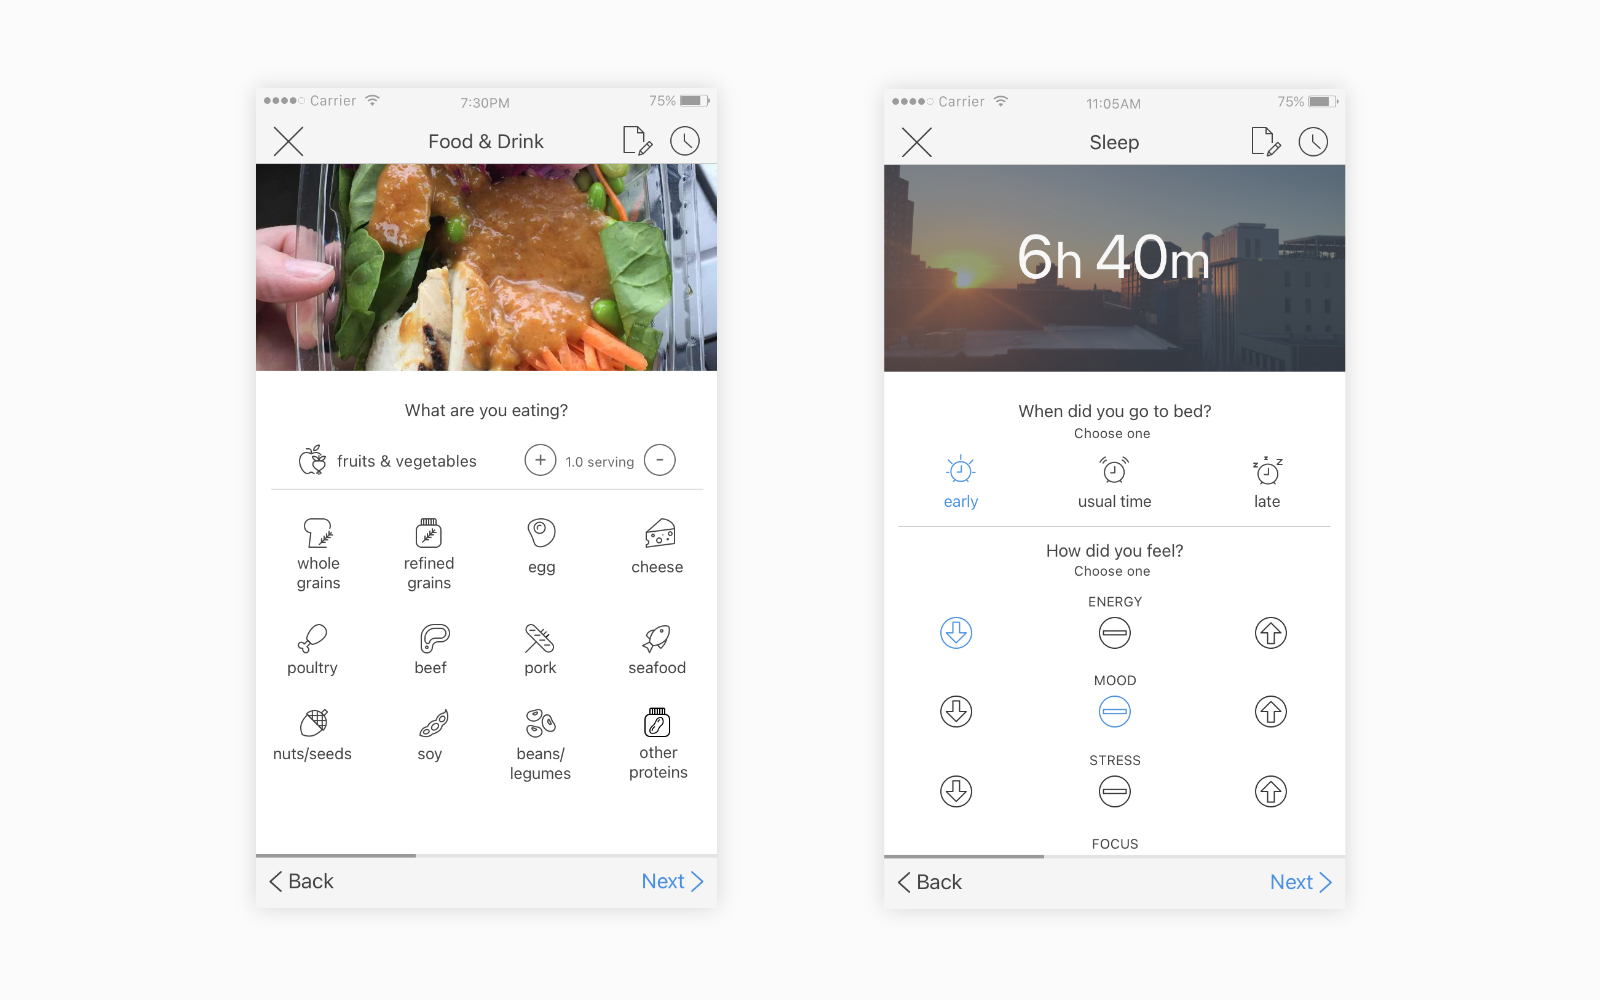 Carrier 7:30PM 75%
Food & Drink
What are you eating?
fruits & vegetables + 1.0 serving -
whole grains
refined grains
egg
cheese
poultry
beef
pork
seafood
nuts/seeds
soy
beans/
legumes
other
proteins
Back
Next
Carrier 11:05AM 75%
Sleep
6h 40m
When did you go to bed?
Choose one
early
usual time
late
z z z
How did you feel?
Choose one
ENERGY
MOOD
STRESS
FOCUS
Back
Next